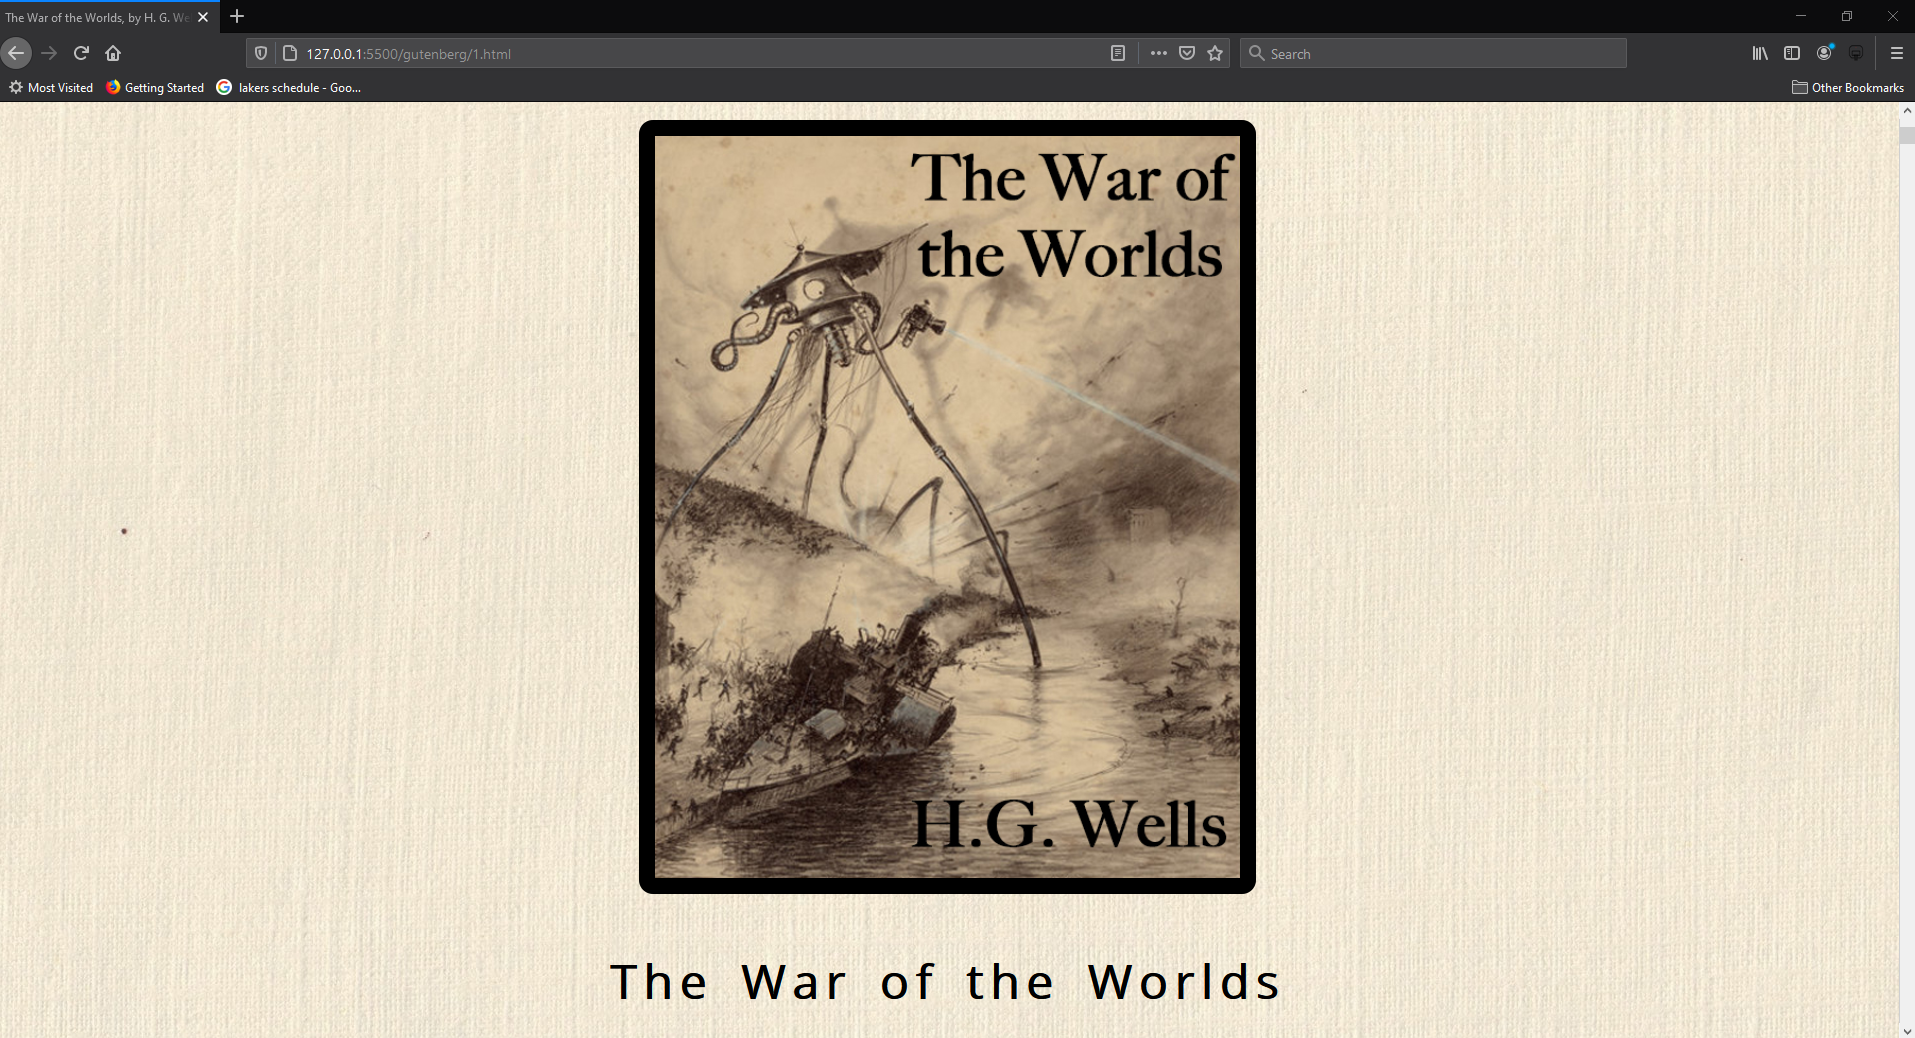 The War of the Worlds, by H. G. We
127.0.0.1:5500/gutenberg/1.html
Search
Most Visited
Getting Started
lakers schedule - Goo...
Other Bookmarks
The War of
the Worlds
H.G. Wells
The War of the Worlds